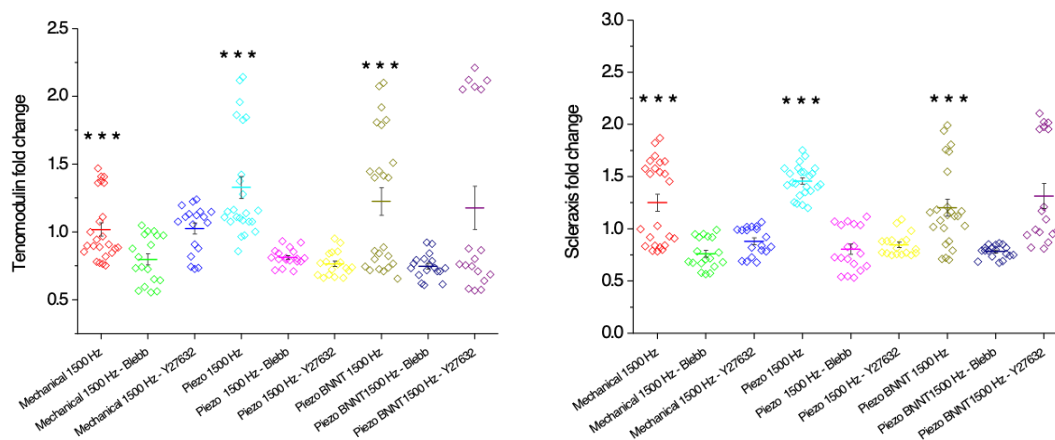 Tenomodulin fold change
2.5
2.0
1.5
1.0
0.5
***
***
***
Mechanical 1500 Hz
Mechanical 1500 Hz - Blebb
Mechanical 1500 Hz - Y27632
Piezo 1500 Hz
Piezo 1500 Hz - Blebb
Piezo 1500 Hz - Y27632
Piezo BNNT 1500 Hz
Piezo BNNT1500 Hz - Blebb
Piezo BNNT1500 Hz - Y27632
Scleraxis fold change
3.0
2.5
2.0
1.5
1.0
0.5
0.0
***
***
***
Mechanical 1500 Hz
Mechanical 1500 Hz - Blebb
Mechanical 1500 Hz - Y27632
Piezo 1500 Hz
Piezo 1500 Hz - Blebb
Piezo 1500 Hz - Y27632
Piezo BNNT 1500 Hz
Piezo BNNT 1500 Hz - Blebb
Piezo BNNT 1500 Hz - Y27632